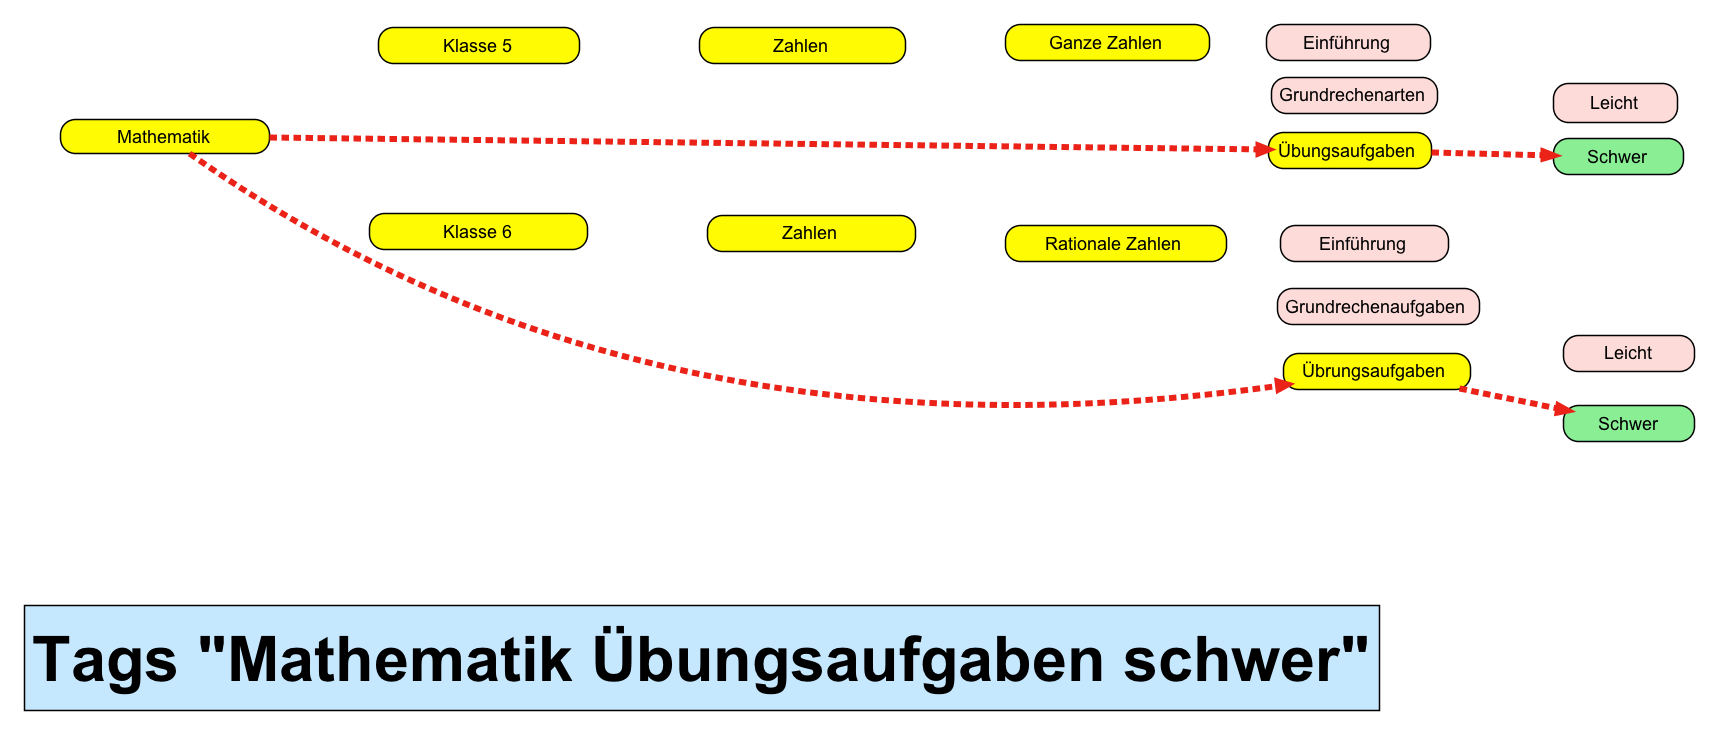 Klasse 5
Zahlen
Ganze Zahlen
Einführung
Grundrechenarten
Leicht
Mathematik
Übungsaufgaben
Schwer
Klasse 6
Zahlen
Rationale Zahlen
Einführung
Grundrechenaufgaben
Leicht
Übrungsaufgaben
Schwer
Tags "Mathematik Übungsaufgaben schwer"